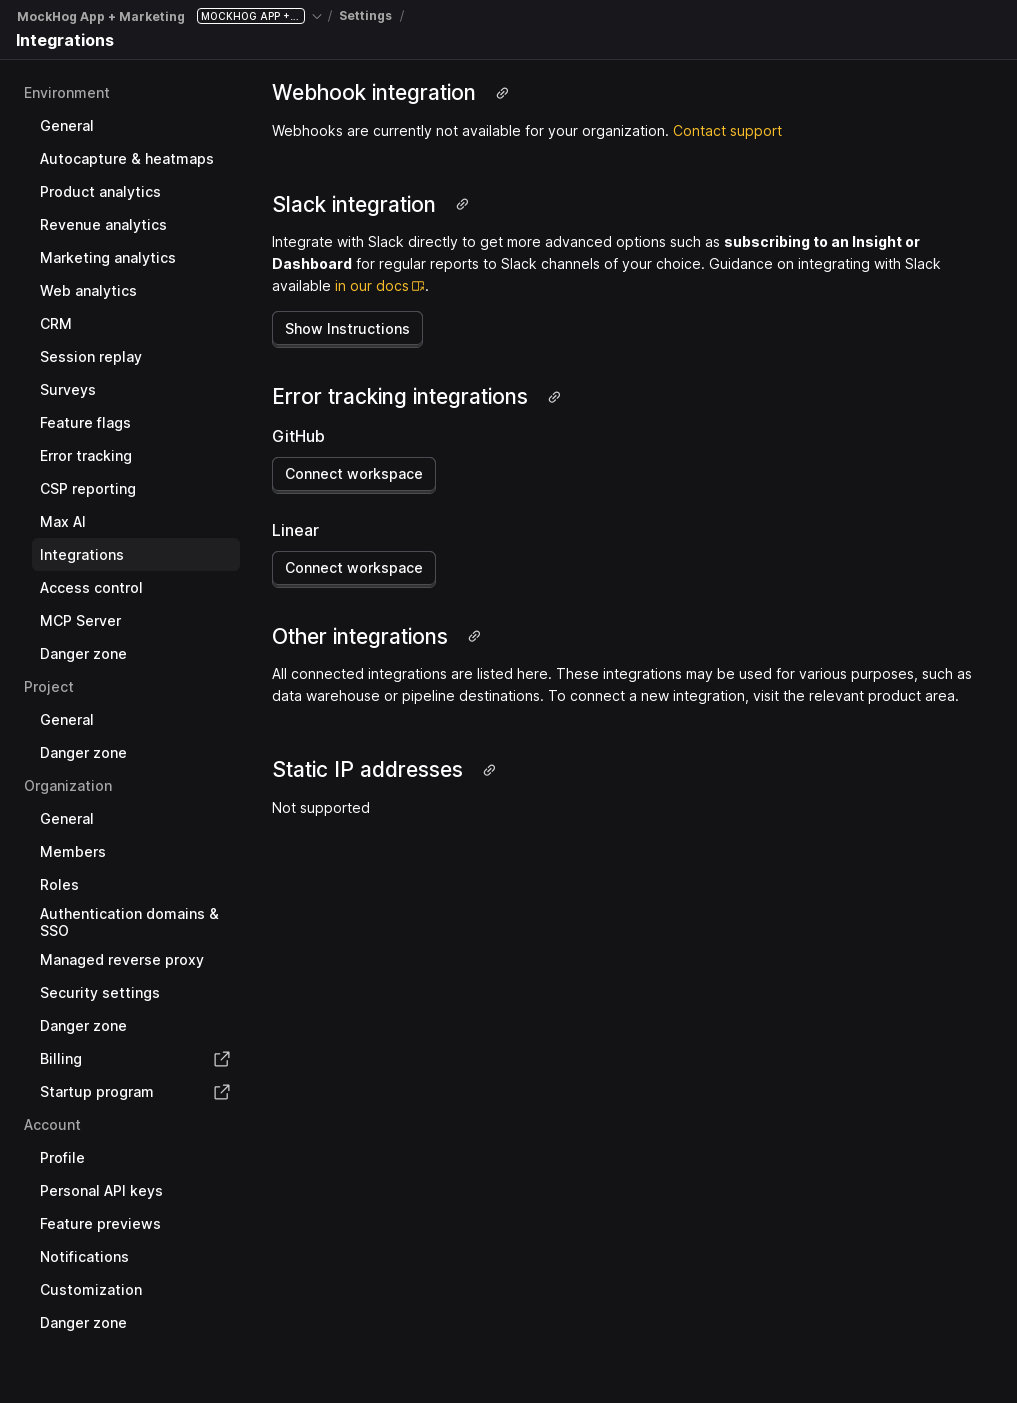 MockHog App + Marketing MOCKHOG APP +... / Settings /
Integrations
Environment
General
Autocapture & heatmaps
Product analytics
Revenue analytics
Marketing analytics
Web analytics
CRM
Session replay
Surveys
Feature flags
Error tracking
CSP reporting
Max AI
Integrations
Access control
MCP Server
Danger zone
Project
General
Danger zone
Organization
General
Members
Roles
Authentication domains &
SSO
Managed reverse proxy
Security settings
Danger zone
Billing
Startup program
Account
Profile
Personal API keys
Feature previews
Notifications
Customization
Danger zone
Webhook integration
Webhooks are currently not available for your organization. Contact support
Slack integration
Integrate with Slack directly to get more advanced options such as subscribing to an Insight or
Dashboard for regular reports to Slack channels of your choice. Guidance on integrating with Slack
available in our docs.
Show Instructions
Error tracking integrations
GitHub
Connect workspace
Linear
Connect workspace
Other integrations
All connected integrations are listed here. These integrations may be used for various purposes, such as
data warehouse or pipeline destinations. To connect a new integration, visit the relevant product area.
Static IP addresses
Not supported